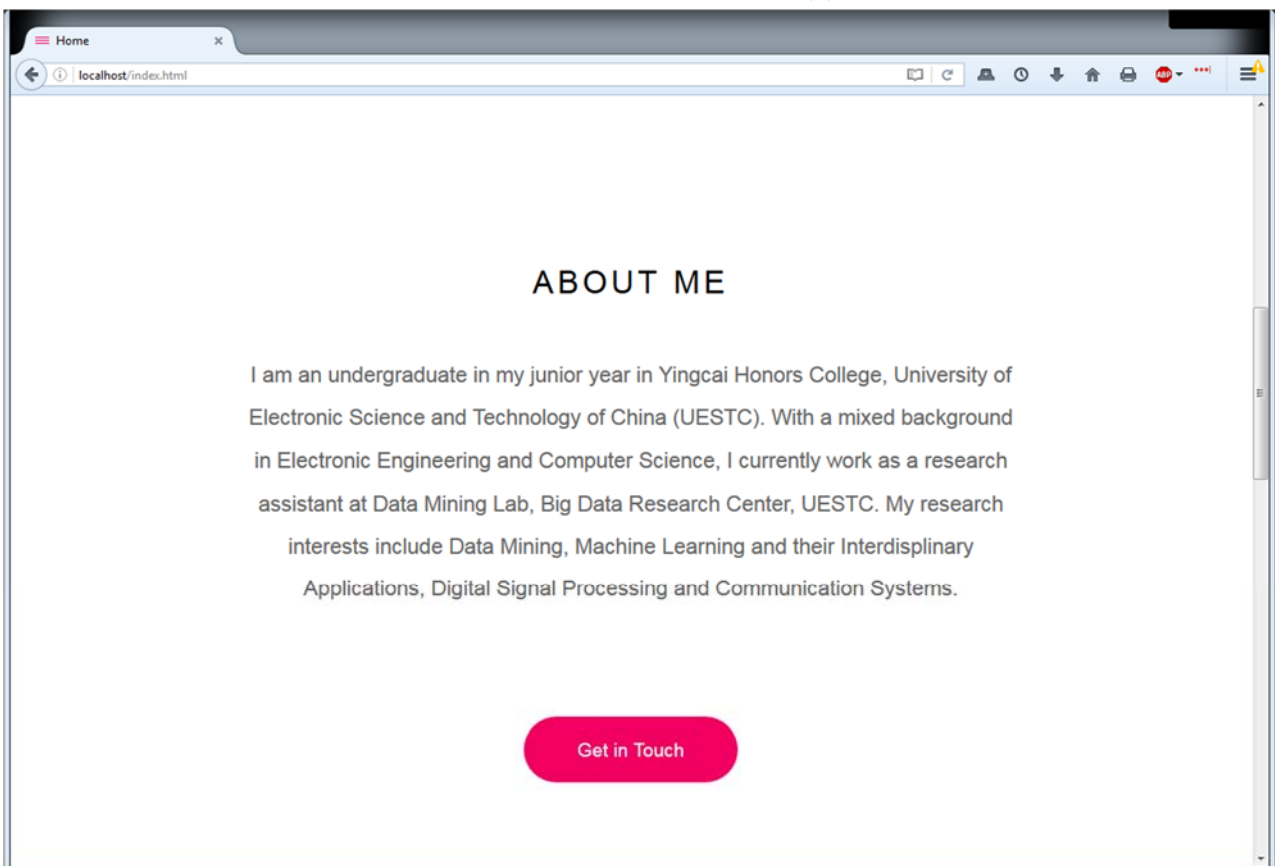 Home
localhost/index.html
ABP
ABOUT ME
I am an undergraduate in my junior year in Yingcai Honors College, University of
Electronic Science and Technology of China (UESTC). With a mixed background
in Electronic Engineering and Computer Science, I currently work as a research
assistant at Data Mining Lab, Big Data Research Center, UESTC. My research
interests include Data Mining, Machine Learning and their Interdisplinary
Applications, Digital Signal Processing and Communication Systems.
Get in Touch